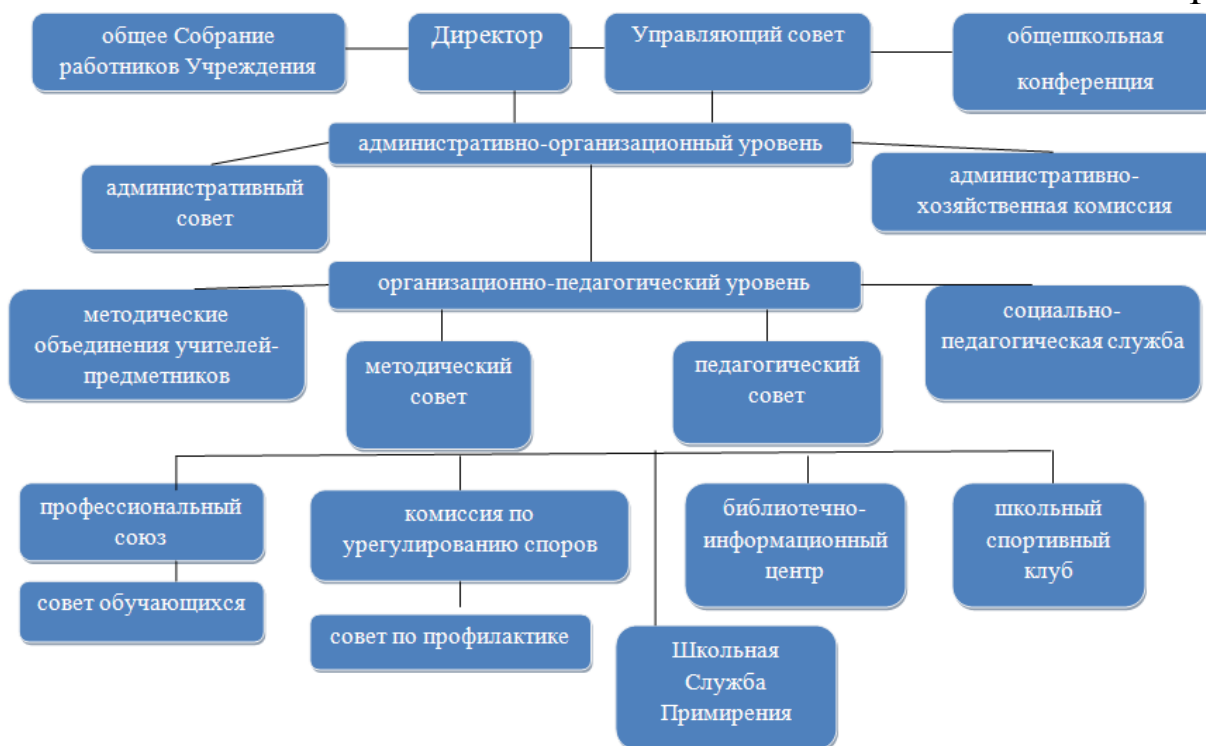 общее Собрание
работников Учреждения
Директор
Управляющий совет
общешкольная
конференция
административно-организационный уровень
административный
совет
административно-
хозяйственная комиссия
организационно-педагогический уровень
методические
объединения учителей-
предметников
методический
совет
педагогический
совет
социально-
педагогическая служба
профессиональный
союз
комиссия по
урегулированию споров
библиотечно-
информационный
центр
школьный
спортивный
клуб
совет обучающихся
совет по профилактике
Школьная
Служба
Примирения